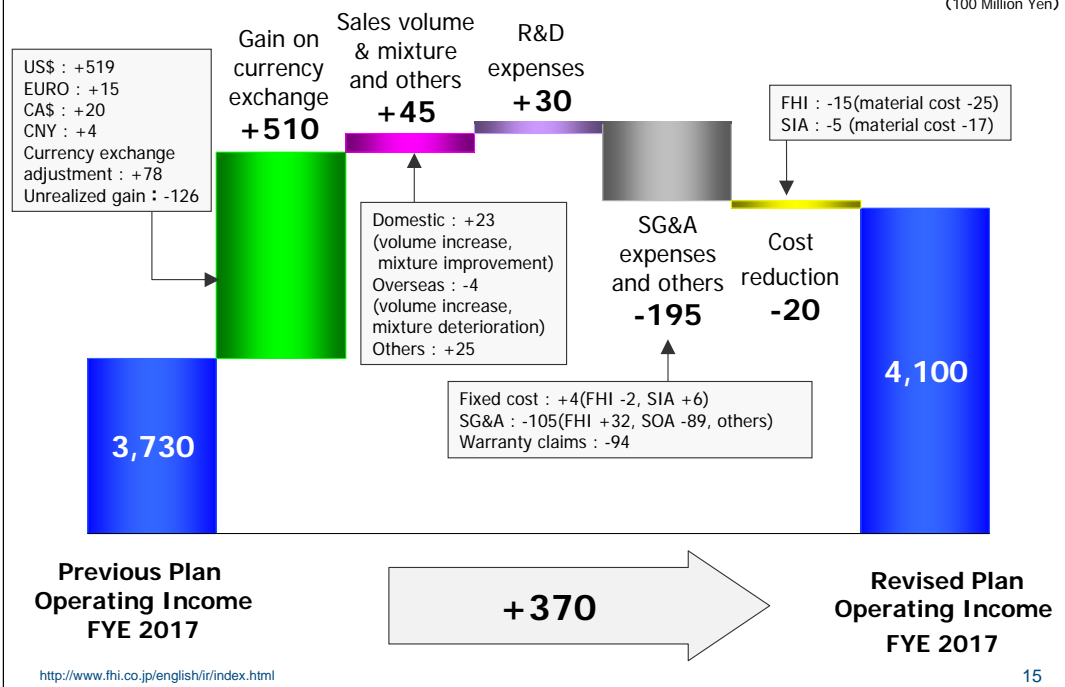 (100 Million Yen)
US$ : +519
EURO : +15
CA$ : +20
CNY : +4
Currency exchange
adjustment : +78
Unrealized gain : -126
Gain on
currency
exchange
+510
Sales volume
& mixture
and others
+45
R&D
expenses
+30
FHI : -15(material cost -25)
SIA : -5 (material cost -17)
Domestic : +23
(volume increase,
mixture improvement)
Overseas : -4
(volume increase,
mixture deterioration)
Others : +25
SG&A
expenses
and others
-195
Cost
reduction
-20
Fixed cost : +4(FHI -2, SIA +6)
SG&A : -105(FHI +32, SOA -89, others)
Warranty claims : -94
3,730
4,100
Previous Plan
Operating Income
FYE 2017
+370
Revised Plan
Operating Income
FYE 2017
http://www.fhi.co.jp/english/ir/index.html
15